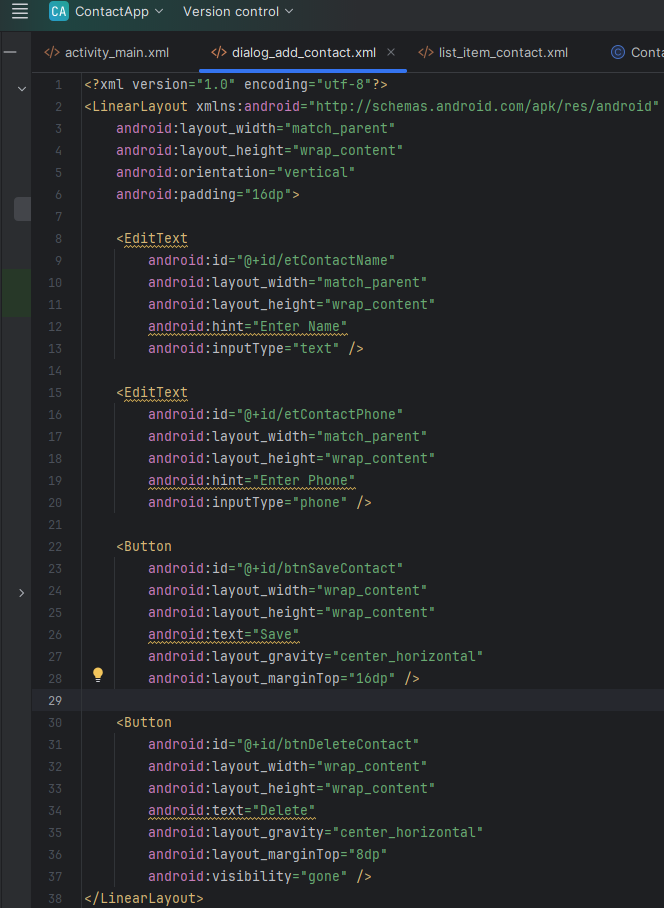 CA ContactApp Version control
activity_main.xml dialog_add_contact.xml list_item_contact.xml Conta
1 <?xml version="1.0" encoding="utf-8"?>
2 <LinearLayout xmlns:android="http://schemas.android.com/apk/res/android"
3 android:layout_width="match_parent"
4 android:layout_height="wrap_content"
5 android:orientation="vertical"
6 android:padding="16dp">
7
8 <EditText
9 android:id="@+id/etContactName"
10 android:layout_width="match_parent"
11 android:layout_height="wrap_content"
12 android:hint="Enter Name"
13 android:inputType="text" />
14
15 <EditText
16 android:id="@+id/etContactPhone"
17 android:layout_width="match_parent"
18 android:layout_height="wrap_content"
19 android:hint="Enter Phone"
20 android:inputType="phone" />
21
22 <Button
23 android:id="@+id/btnSaveContact"
24 android:layout_width="wrap_content"
25 android:layout_height="wrap_content"
26 android:text="Save"
27 android:layout_gravity="center_horizontal"
28 android:layout_marginTop="16dp" />
29
30 <Button
31 android:id="@+id/btnDeleteContact"
32 android:layout_width="wrap_content"
33 android:layout_height="wrap_content"
34 android:text="Delete"
35 android:layout_gravity="center_horizontal"
36 android:layout_marginTop="8dp"
37 android:visibility="gone" />
38 </LinearLayout>